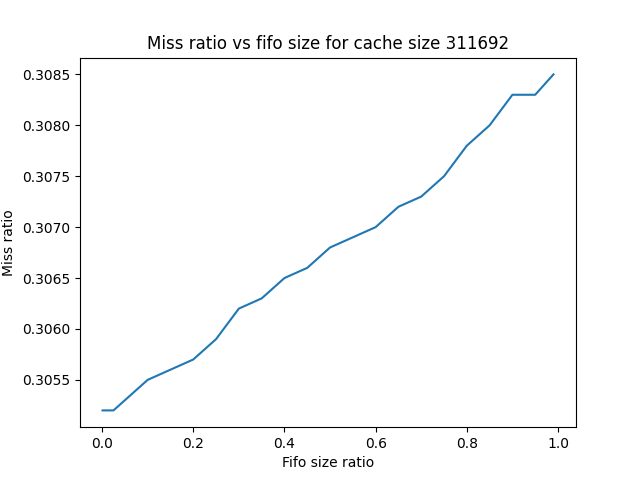 Miss ratio vs fifo size for cache size 311692
0.3085
0.3080
0.3075
0.3070
0.3065
0.3060
0.3055
Miss ratio
0.0 0.2 0.4 0.6 0.8 1.0
Fifo size ratio